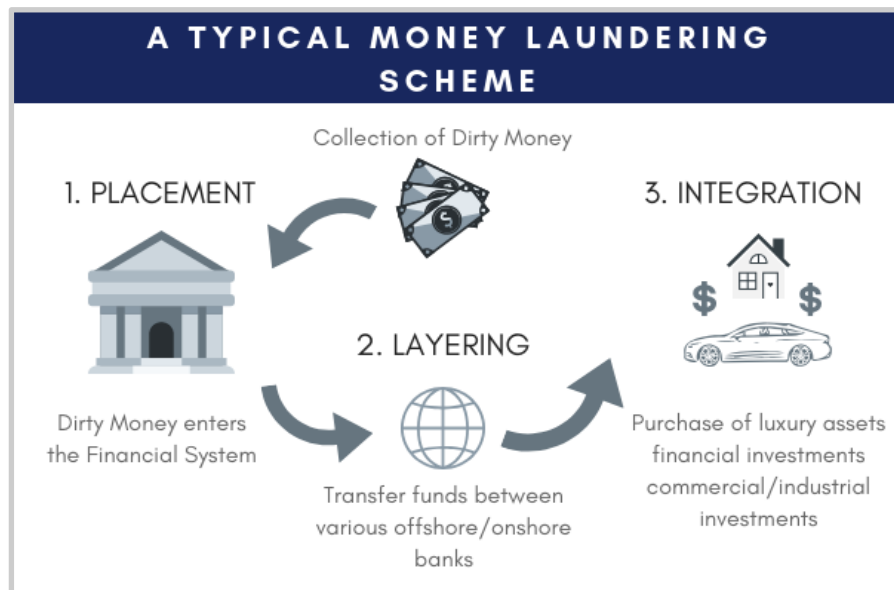 A TYPICAL MONEY LAUNDERING
SCHEME
Collection of Dirty Money
1. PLACEMENT
Dirty Money enters
the Financial System
2. LAYERING
Transfer funds between
various offshore/onshore
banks
3. INTEGRATION
$ $
Purchase of luxury assets
financial investments
commercial/industrial
investments